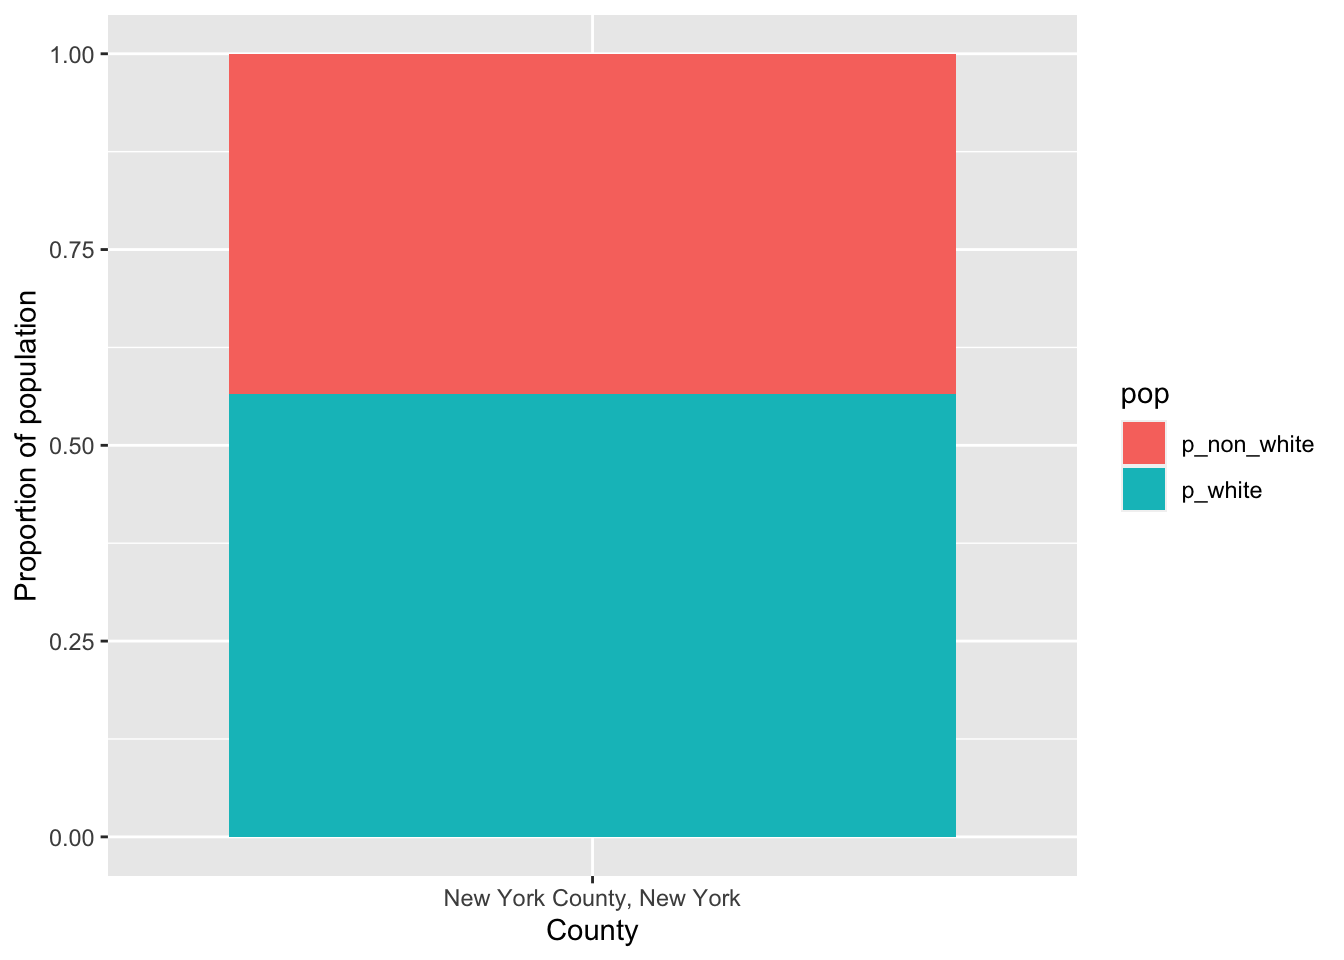 1.00
0.75
0.50
0.25
0.00
Proportion of population
New York County, New York
County
pop
p_non_white
p_white